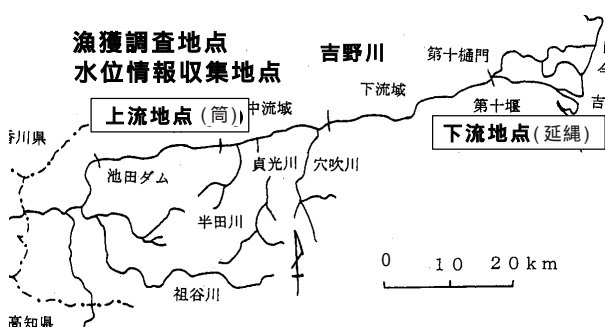 漁獲調査地点
水位情報収集地点
吉野川
第十樋門
上流地点(筒)
中流域
下流域
第十堰
吉
下流地点(延縄)
香川県
池田ダム
貞光川
穴吹川
半田川
祖谷川
0 10 20km
高知県